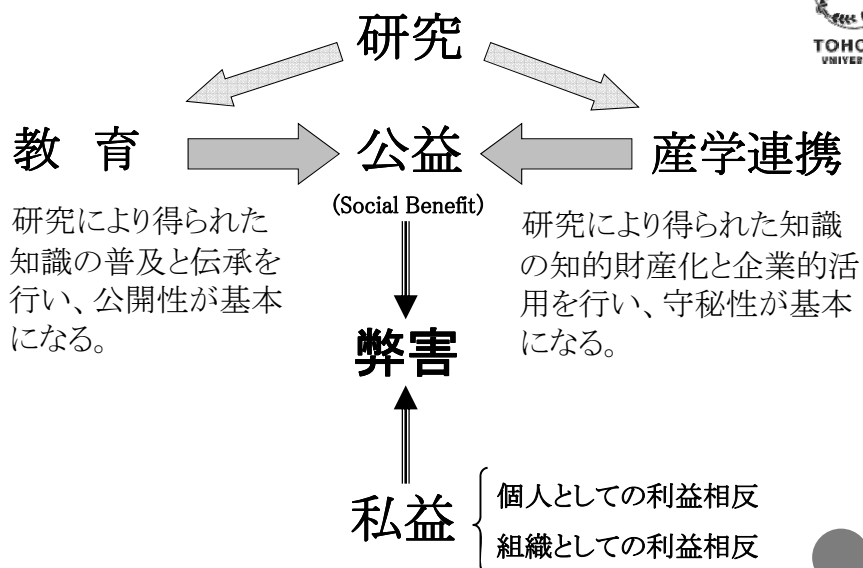 研究
教 育
公益
産学連携
(Social Benefit)
研究により得られた
知識の普及と伝承を
行い、公開性が基本
になる。
研究により得られた知識
の知的財産化と企業的活
用を行い、守秘性が基本
になる。
弊害
私益
個人としての利益相反
組織としての利益相反